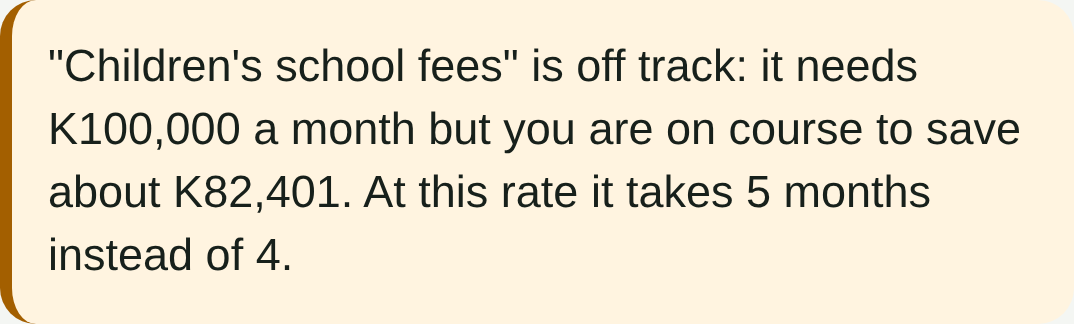 "Children's school fees" is off track: it needs
K100,000 a month but you are on course to save
about K82,401. At this rate it takes 5 months
instead of 4.